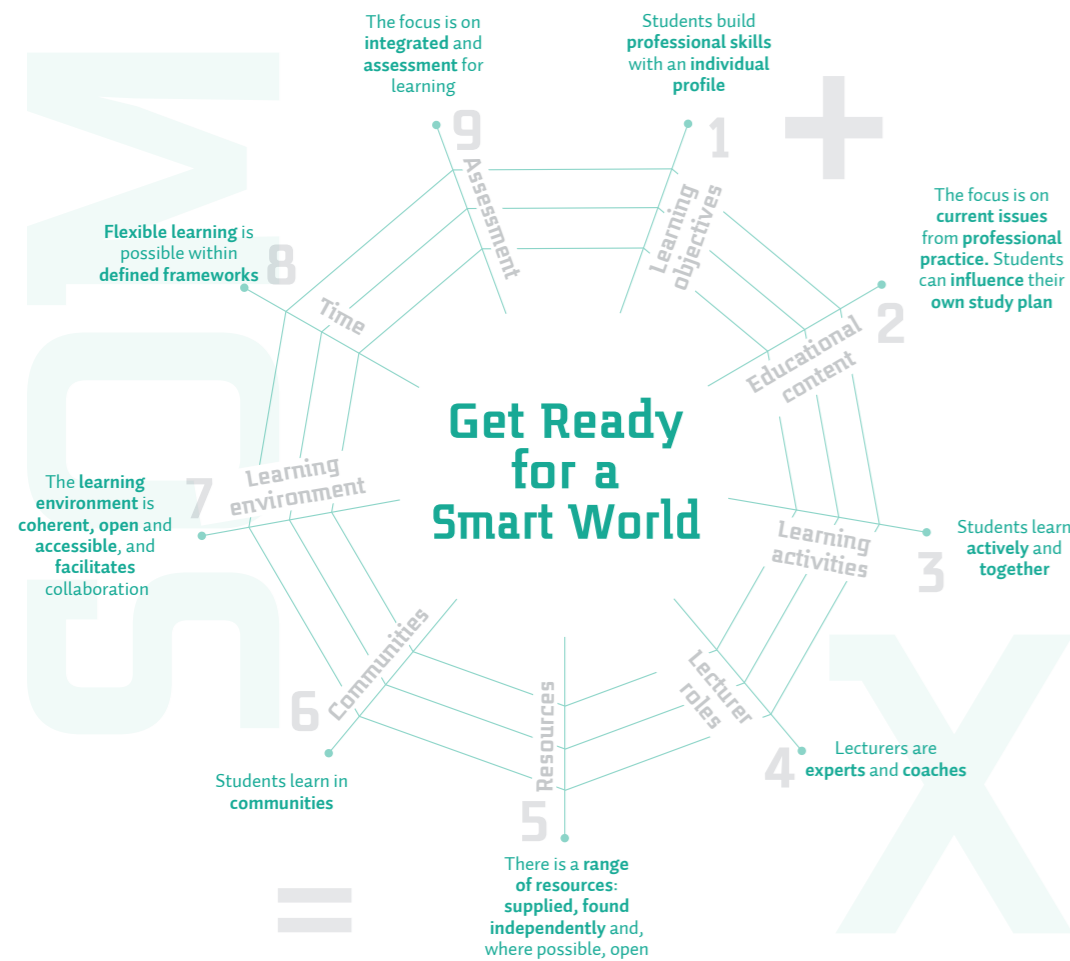 Get Ready
for a
Smart World
1
Learning
objectives
Students build
professional skills
with an individual
profile
2
Educational
content
The focus is on
current issues
from professional
practice. Students
can influence their
own study plan
3
Learning
activities
Students learn
actively and
together
4
Lecturer
roles
Lecturers are
experts and coaches
5
Resources
There is a range
of resources:
supplied, found
independently and,
where possible, open
6
Communities
Students learn in
communities
7
Learning
environment
The learning
environment is
coherent, open and
accessible, and
facilitates
collaboration
8
Time
Flexible learning is
possible within
defined frameworks
9
Assessment
The focus is on
integrated and
assessment for
learning
+
=
X